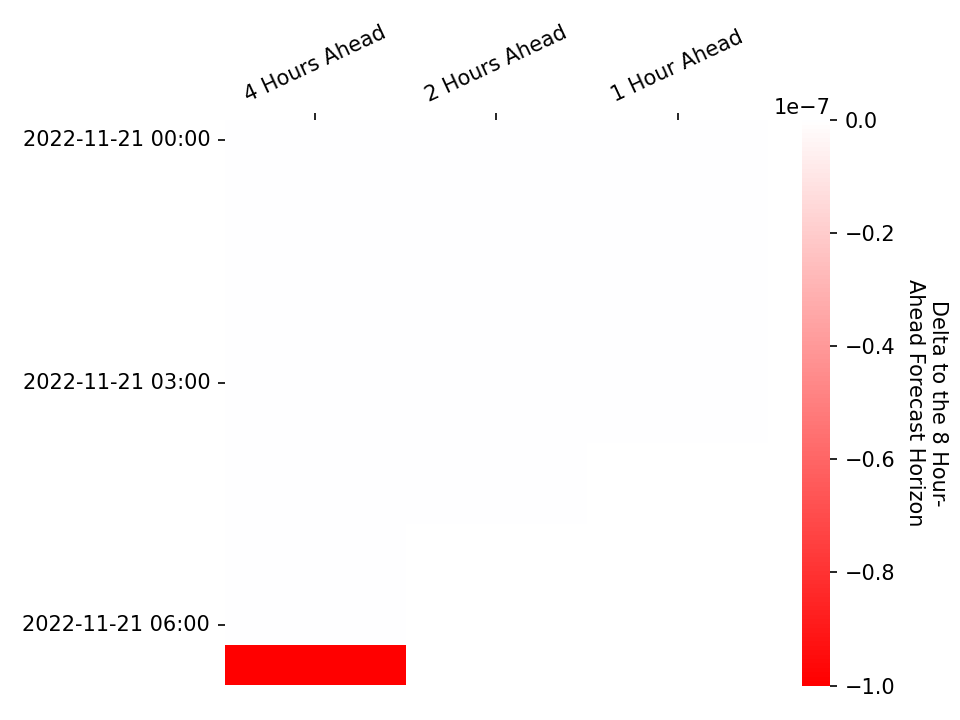 4 Hours Ahead
2 Hours Ahead
1 Hour Ahead
1e−7
2022-11-21 00:00
2022-11-21 03:00
2022-11-21 06:00
0.0
−0.2
−0.4
−0.6
−0.8
−1.0
Delta to the 8 Hour-
Ahead Forecast Horizon